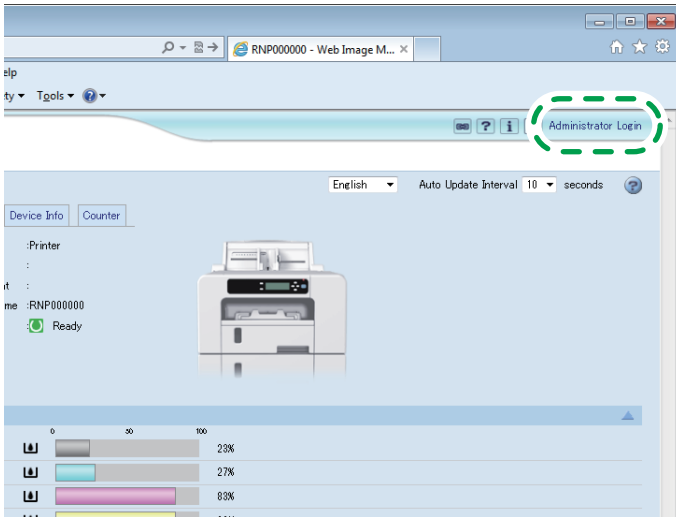 RNP000000 - Web Image M...
elp
ty Tools
Administrator Login
English Auto Update Interval 10 seconds
Device Info Counter
:Printer
:
nt :
me :RNP000000
: Ready
0 50 100
23%
27%
83%